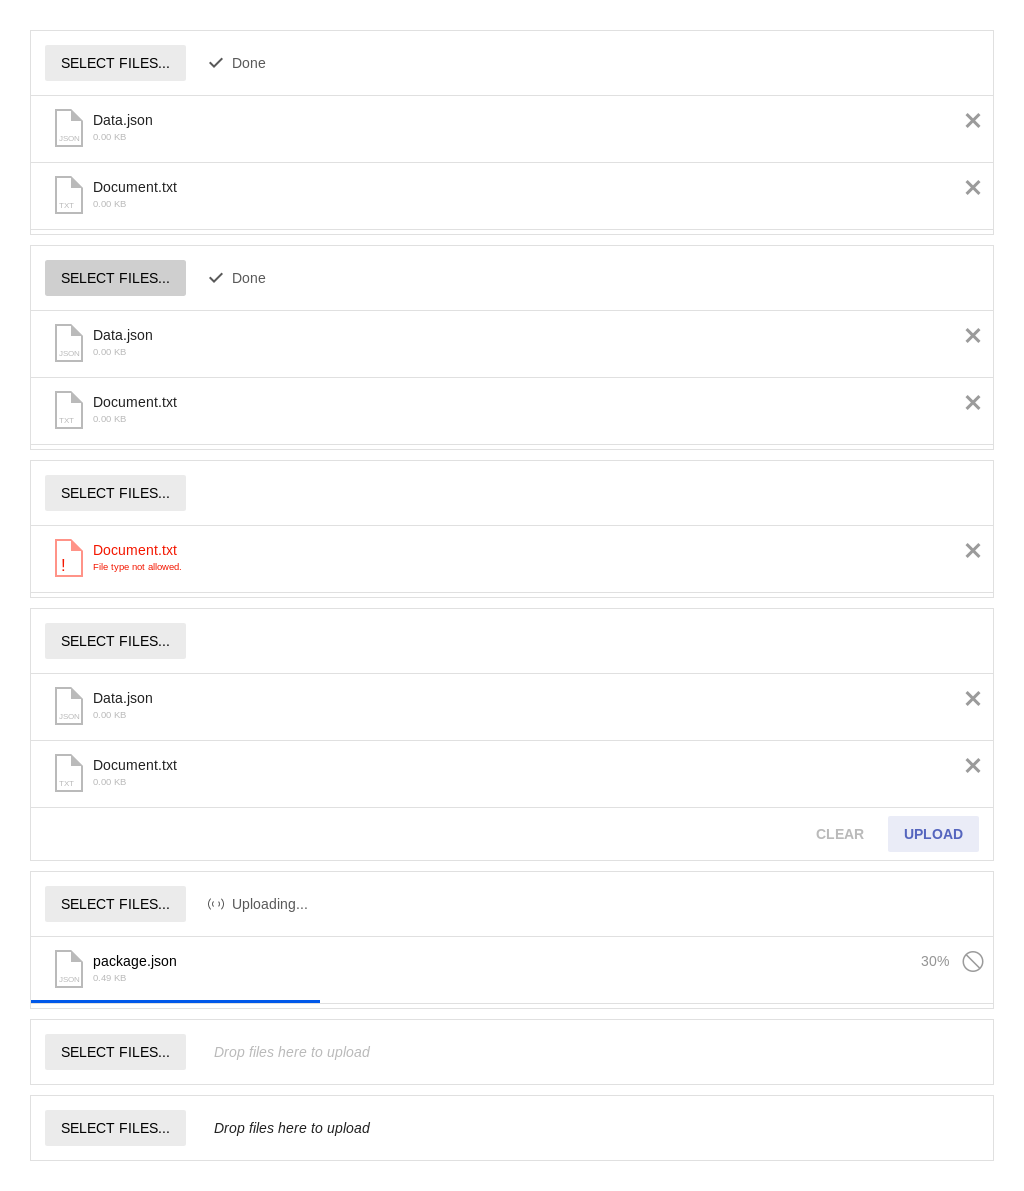 SELECT FILES... Done
Data.json
JSON 0.00 KB
Document.txt
TXT 0.00 KB
SELECT FILES... Done
Data.json
JSON 0.00 KB
Document.txt
TXT 0.00 KB
SELECT FILES...
Document.txt
! File type not allowed.
SELECT FILES...
Data.json
JSON 0.00 KB
Document.txt
TXT 0.00 KB
CLEAR UPLOAD
SELECT FILES... Uploading...
package.json 30%
JSON 0.49 KB
SELECT FILES... Drop files here to upload
SELECT FILES... Drop files here to upload